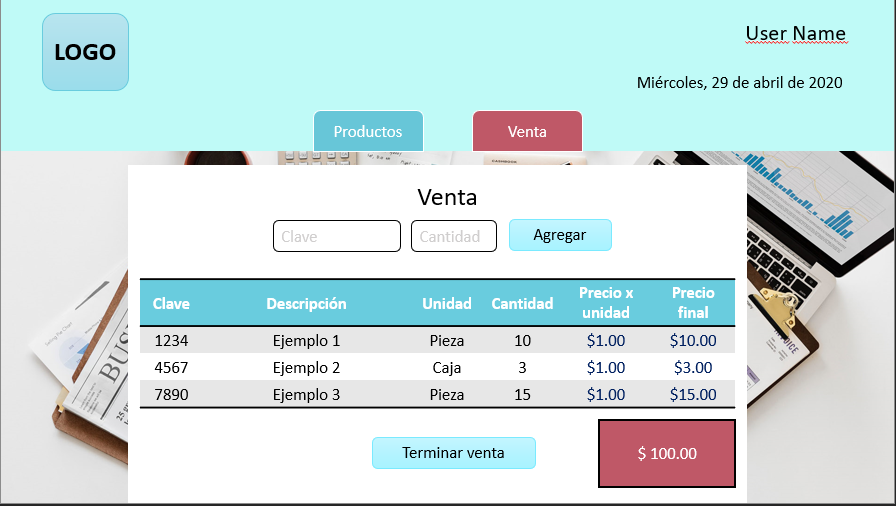 LOGO
User Name
Miércoles, 29 de abril de 2020
Productos
Venta
Venta
Clave
Cantidad
Agregar
Clave Descripción Unidad Cantidad Precio x unidad Precio final
1234 Ejemplo 1 Pieza 10 $1.00 $10.00
4567 Ejemplo 2 Caja 3 $1.00 $3.00
7890 Ejemplo 3 Pieza 15 $1.00 $15.00
Terminar venta
$ 100.00